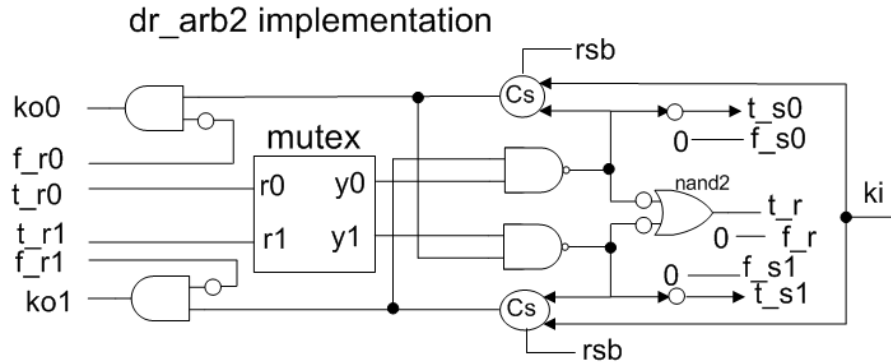 dr_arb2 implementation
rsb
ko0
Cs
t_s0
0 f_s0
f_r0
mutex
t_r0
r0 y0
nand2
t_r
ki
t_r1
r1 y1
0 f_r
f_r1
0 f_s1
ko1
Cs
t_s1
rsb